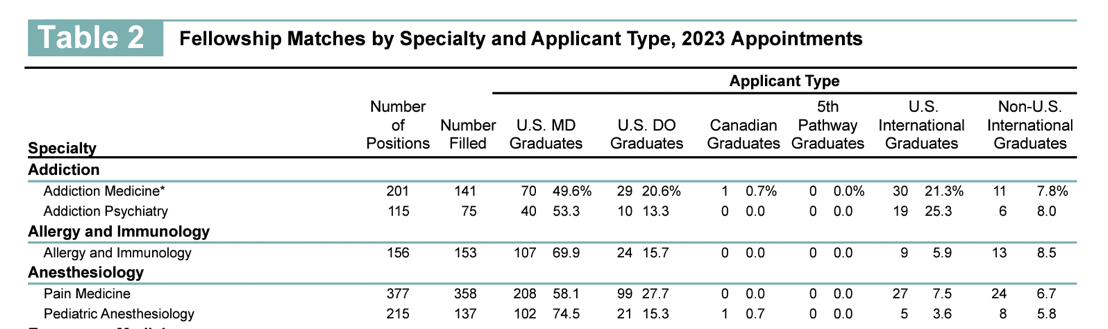 Table 2 Fellowship Matches by Specialty and Applicant Type, 2023 Appointments
Applicant Type
Number 5th U.S. Non-U.S.
of Number U.S. MD U.S. DO Canadian Pathway International International
Positions Filled Graduates Graduates Graduates Graduates Graduates Graduates
Specialty
Addiction
Addiction Medicine* 201 141 70 49.6% 29 20.6% 1 0.7% 0 0.0% 30 21.3% 11 7.8%
Addiction Psychiatry 115 75 40 53.3 10 13.3 0 0.0 0 0.0 19 25.3 6 8.0
Allergy and Immunology
Allergy and Immunology 156 153 107 69.9 24 15.7 0 0.0 0 0.0 9 5.9 13 8.5
Anesthesiology
Pain Medicine 377 358 208 58.1 99 27.7 0 0.0 0 0.0 27 7.5 24 6.7
Pediatric Anesthesiology 215 137 102 74.5 21 15.3 1 0.7 0 0.0 5 3.6 8 5.8